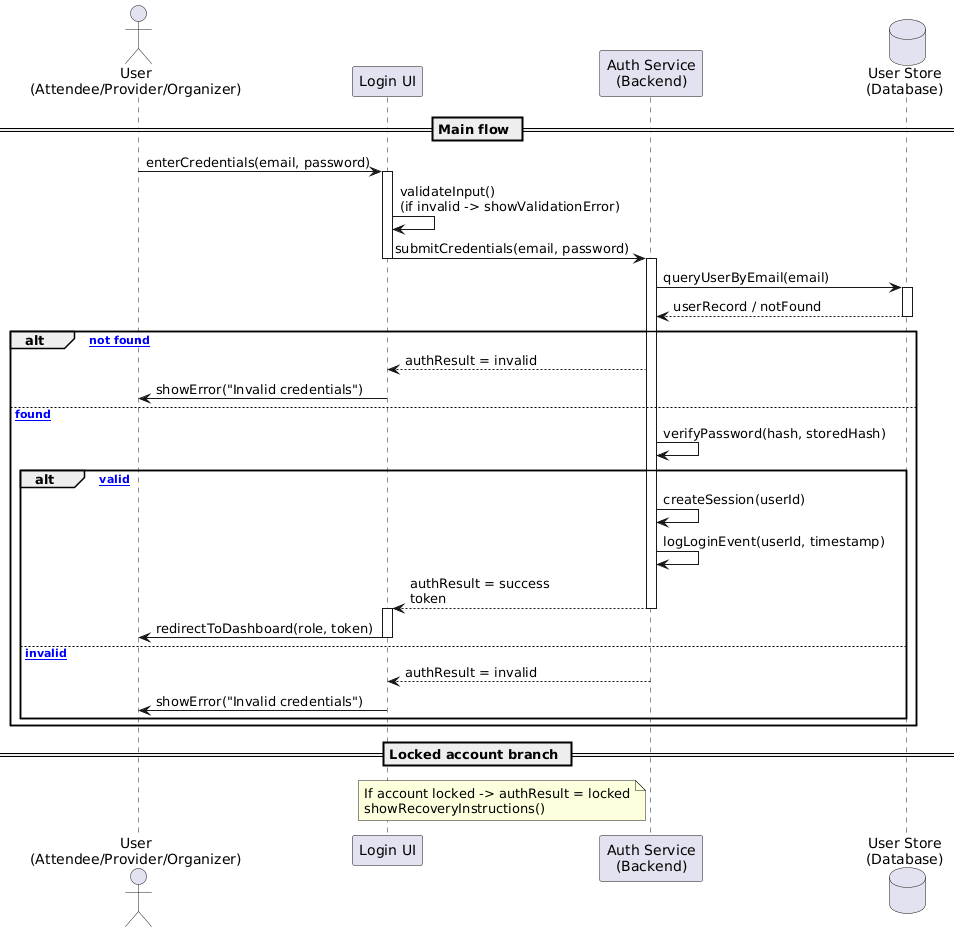 User
(Attendee/Provider/Organizer)
Login UI
Auth Service
(Backend)
User Store
(Database)
Main flow
enterCredentials(email, password)
validateInput()
(if invalid -> showValidationError)
submitCredentials(email, password)
queryUserByEmail(email)
userRecord / notFound
alt
not found
authResult = invalid
showError("Invalid credentials")
found
verifyPassword(hash, storedHash)
alt
valid
createSession(userId)
logLoginEvent(userId, timestamp)
authResult = success
token
redirectToDashboard(role, token)
invalid
authResult = invalid
showError("Invalid credentials")
Locked account branch
If account locked -> authResult = locked
showRecoveryInstructions()
User
(Attendee/Provider/Organizer)
Login UI
Auth Service
(Backend)
User Store
(Database)